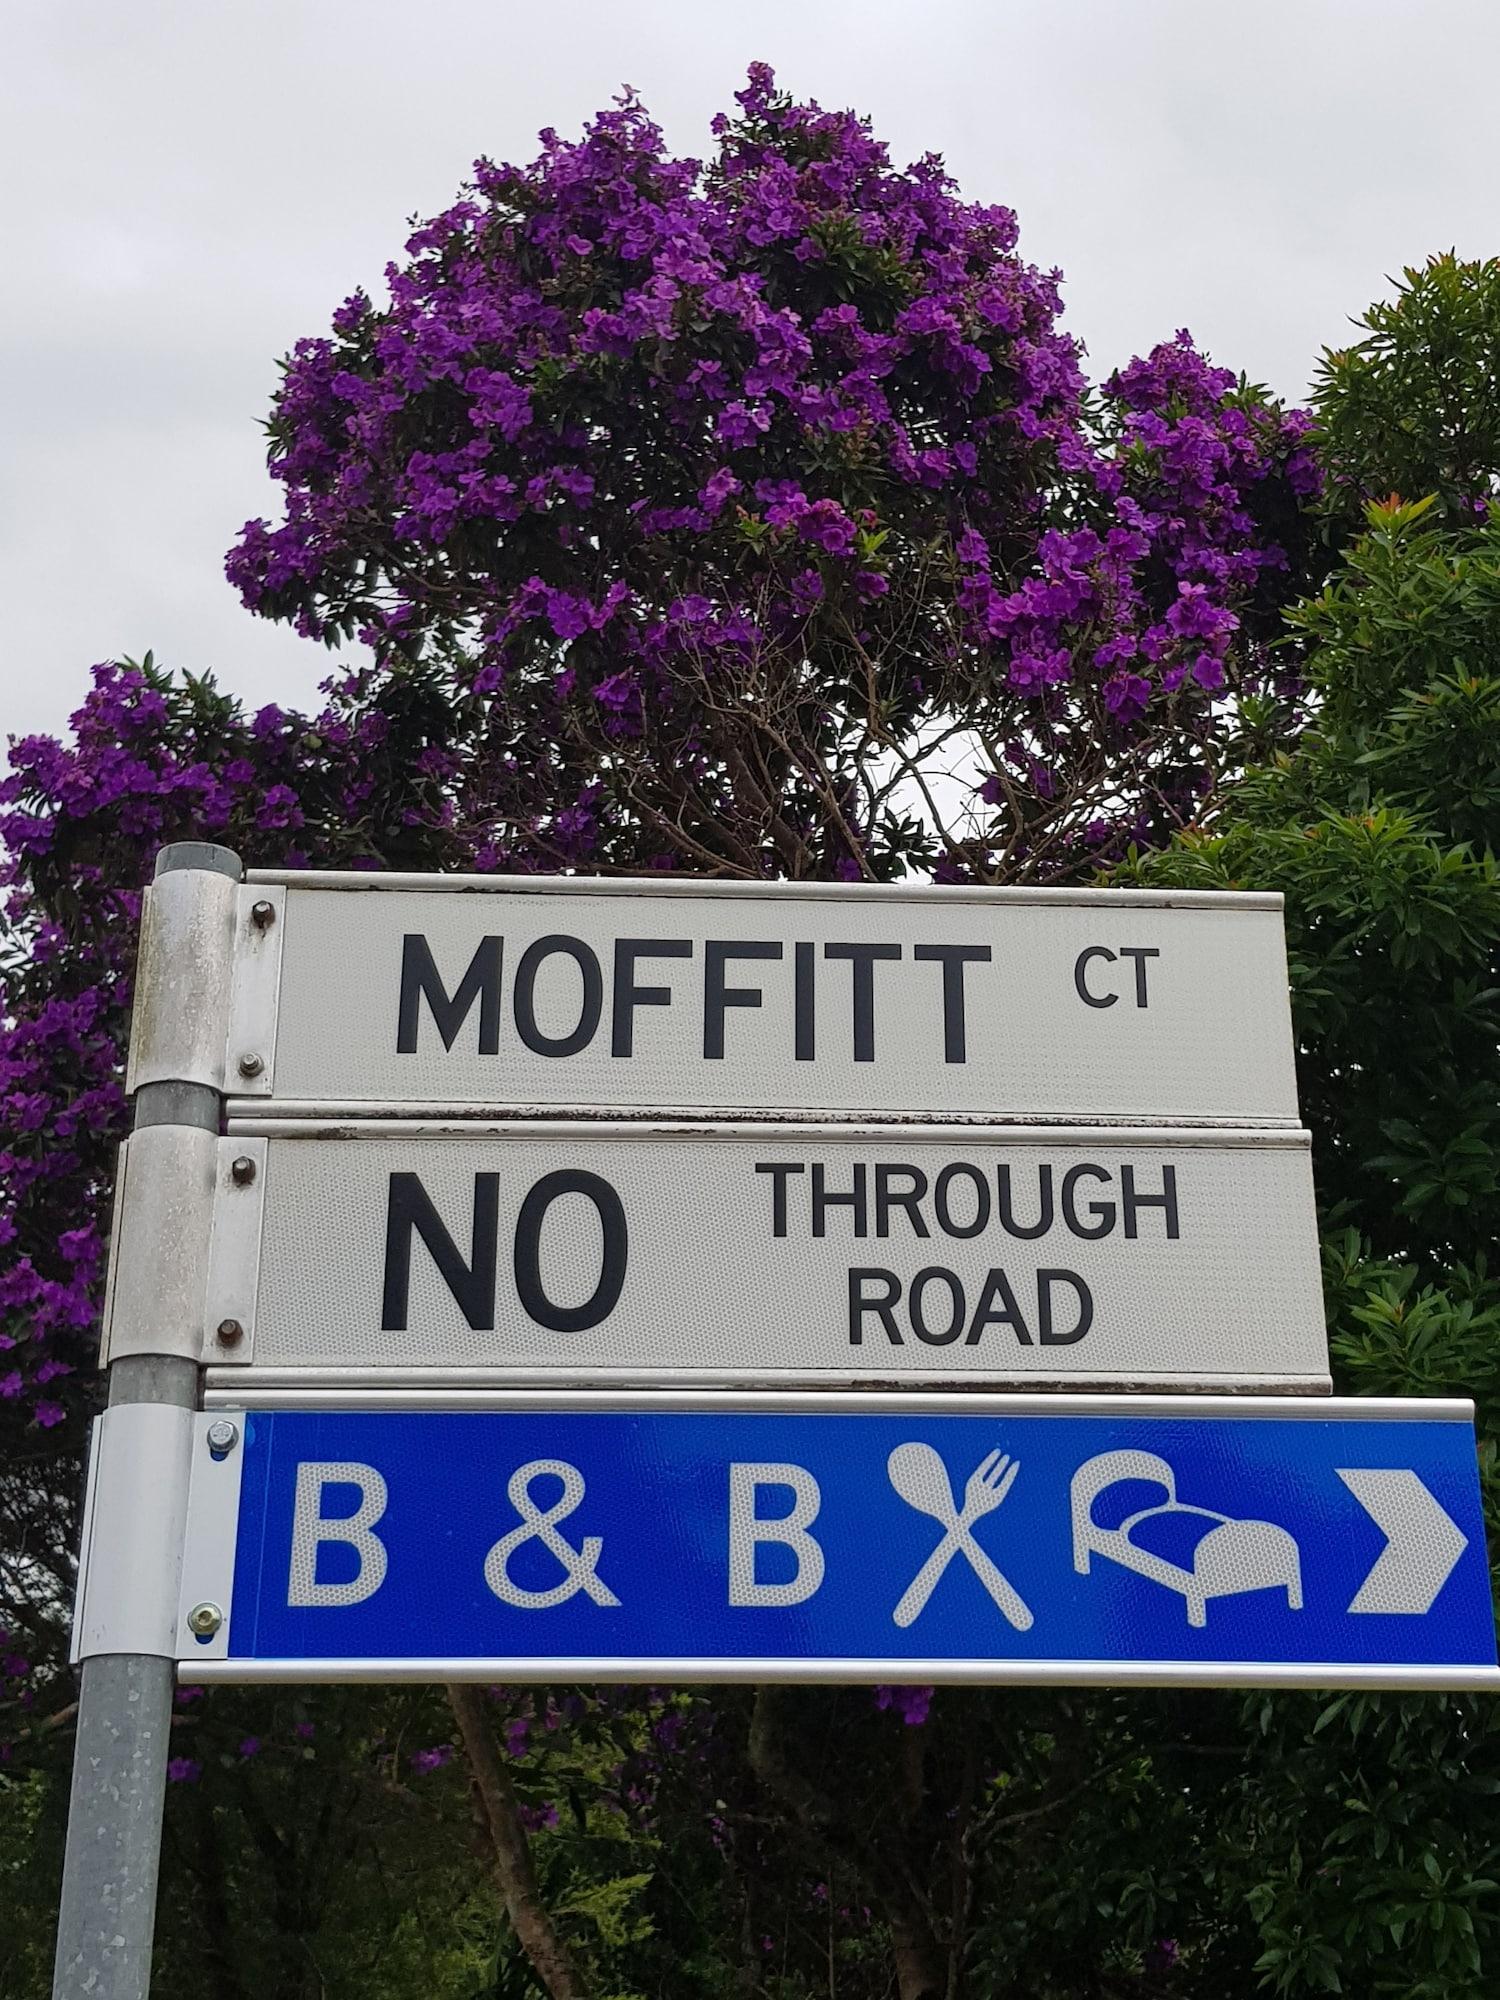 MOFFITT CT
NO THROUGH
ROAD
B & B